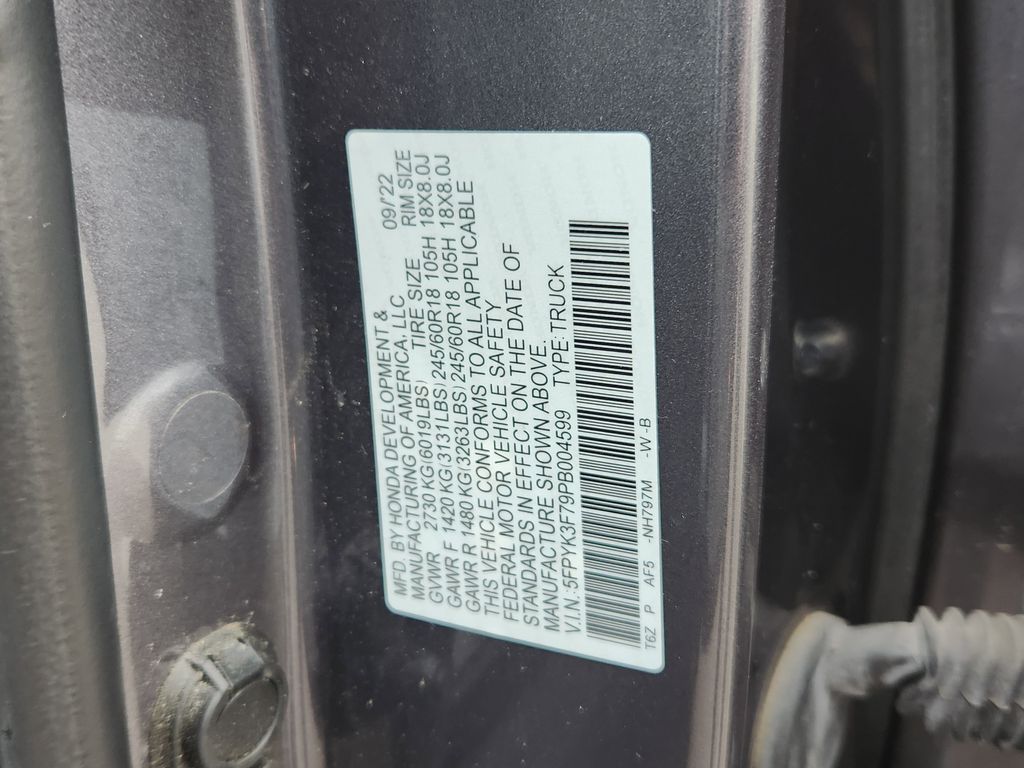 MFD. BY HONDA DEVELOPMENT & 09/'22
MANUFACTURING OF AMERICA, LLC
GVWR 2730 KG(6019LBS) TIRE SIZE RIM SIZE
GAWR F 1420 KG(3131LBS) 245/60R18 105H 18X8.0J
GAWR R 1480 KG(3263LBS) 245/60R18 105H 18X8.0J
THIS VEHICLE CONFORMS TO ALL APPLICABLE
FEDERAL MOTOR VEHICLE SAFETY
STANDARDS IN EFFECT ON THE DATE OF
MANUFACTURE SHOWN ABOVE.
V.I.N.:5FPYK3F79PB004599 TYPE:TRUCK
T6Z P AF5 -NH797M -W-B